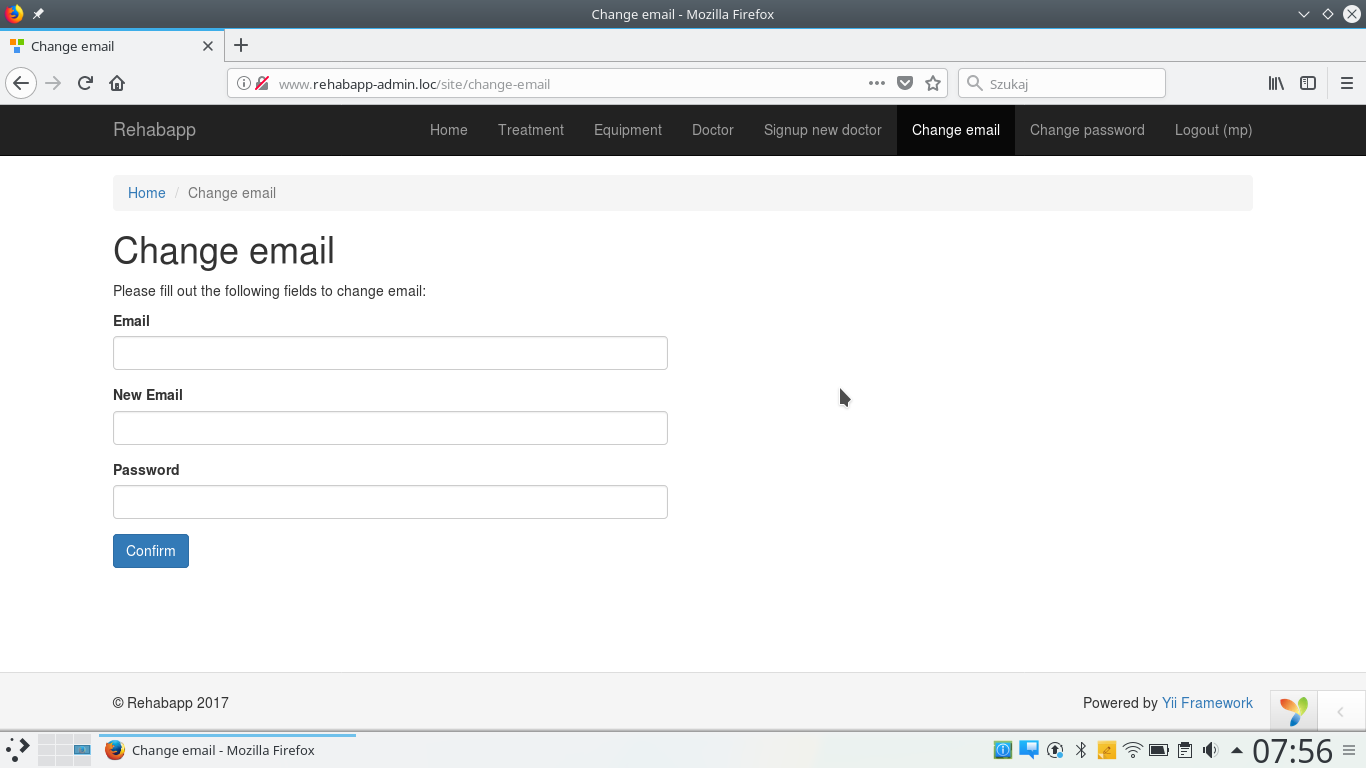 Change email - Mozilla Firefox
Change email
www.rehabapp-admin.loc/site/change-email
Szukaj
Rehabapp Home Treatment Equipment Doctor Signup new doctor Change email Change password Logout (mp)
Home / Change email
Change email
Please fill out the following fields to change email:
Email
New Email
Password
Confirm
© Rehabapp 2017 Powered by Yii Framework
Change email - Mozilla Firefox 07:56